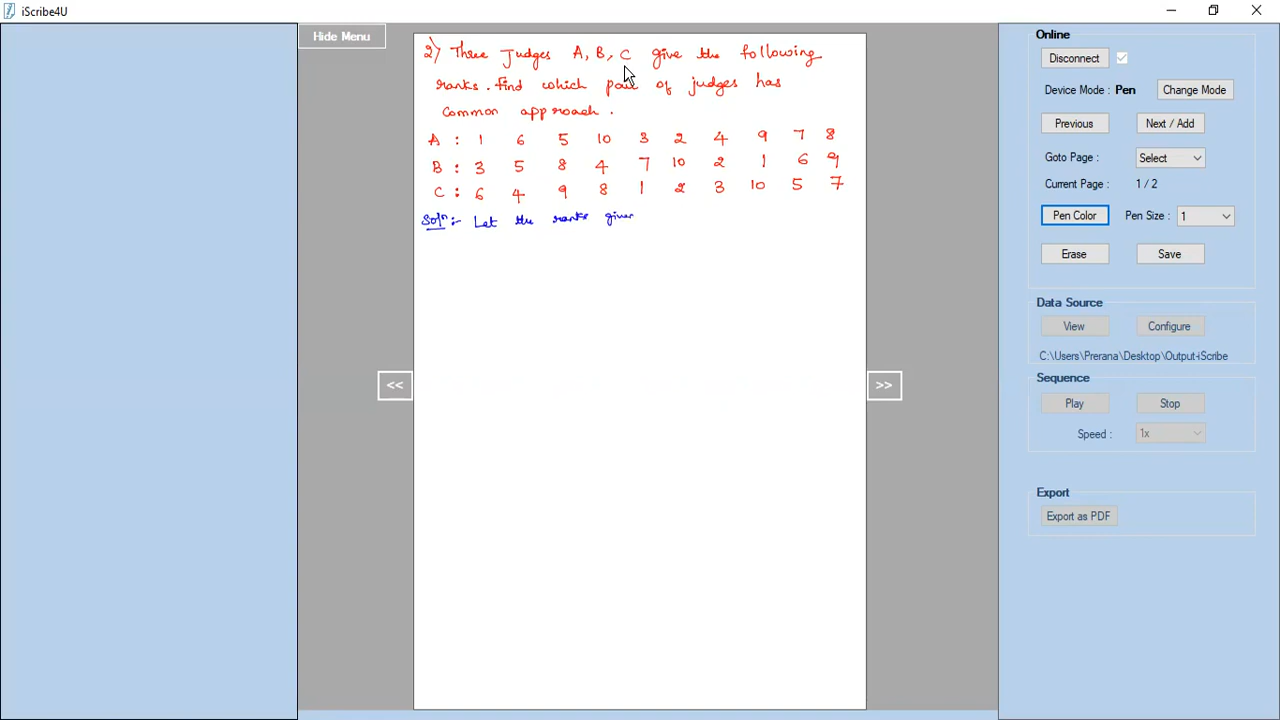 iScribe4U
Hide Menu
2) Three Judges A, B, C give the following
ranks. find which pair of judges has
common approach.
A : 1 6 5 10 3 2 4 9 7 8
B : 3 5 8 4 7 10 2 1 6 9
C : 6 4 9 8 1 2 3 10 5 7
Solⁿ:- Let the ranks given
<<
>>
Online
Disconnect
Device Mode : Pen Change Mode
Previous Next / Add
Goto Page : Select
Current Page : 1 / 2
Pen Color Pen Size : 1
Erase Save
Data Source
View Configure
C:\Users\Prerana\Desktop\Output-iScribe
Sequence
Play Stop
Speed : 1x
Export
Export as PDF